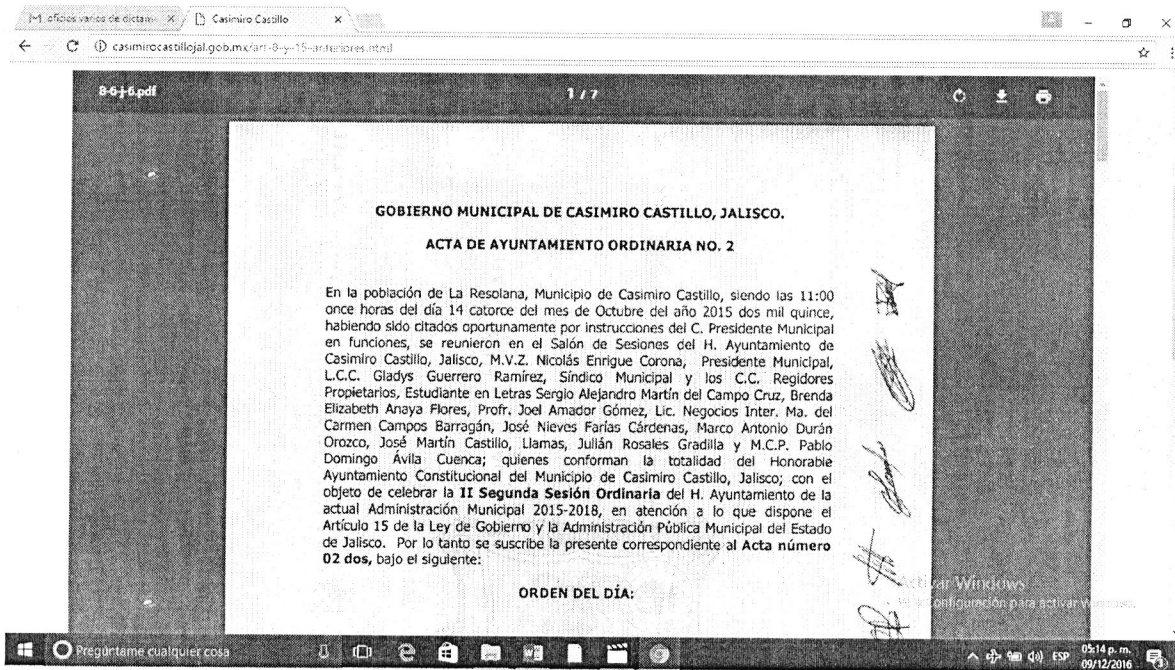 oficios varios de dictam
Casimiro Castillo
casimirocastillojal.gob.mx/art-8-y-15-anteriores.html
8-6-j-6.pdf
1 / 7
GOBIERNO MUNICIPAL DE CASIMIRO CASTILLO, JALISCO.
ACTA DE AYUNTAMIENTO ORDINARIA NO. 2
En la población de La Resolana, Municipio de Casimiro Castillo, siendo las 11:00
once horas del día 14 catorce del mes de Octubre del año 2015 dos mil quince,
habiendo sido citados oportunamente por instrucciones del C. Presidente Municipal
en funciones, se reunieron en el Salón de Sesiones del H. Ayuntamiento de
Casimiro Castillo, Jalisco, M.V.Z. Nicolás Enrigue Corona, Presidente Municipal,
L.C.C. Gladys Guerrero Ramírez, Síndico Municipal y los C.C. Regidores
Propietarios, Estudiante en Letras Sergio Alejandro Martín del Campo Cruz, Brenda
Elizabeth Anaya Flores, Profr. Joel Amador Gómez, Lic. Negocios Inter. Ma. del
Carmen Campos Barragán, José Nieves Farías Cárdenas, Marco Antonio Durán
Orozco, José Martín Castillo, Llamas, Julián Rosales Gradilla y M.C.P. Pablo
Domingo Ávila Cuenca; quienes conforman la totalidad del Honorable
Ayuntamiento Constitucional del Municipio de Casimiro Castillo, Jalisco; con el
objeto de celebrar la II Segunda Sesión Ordinaria del H. Ayuntamiento de la
actual Administración Municipal 2015-2018, en atención a lo que dispone el
Artículo 15 de la Ley de Gobierno y la Administración Pública Municipal del Estado
de Jalisco. Por lo tanto se suscribe la presente correspondiente al Acta número
02 dos, bajo el siguiente:
ORDEN DEL DÍA:
var Windows
configuración para activar
Pregúntame cualquier cosa
ESP
05:14 p. m.
09/12/2016